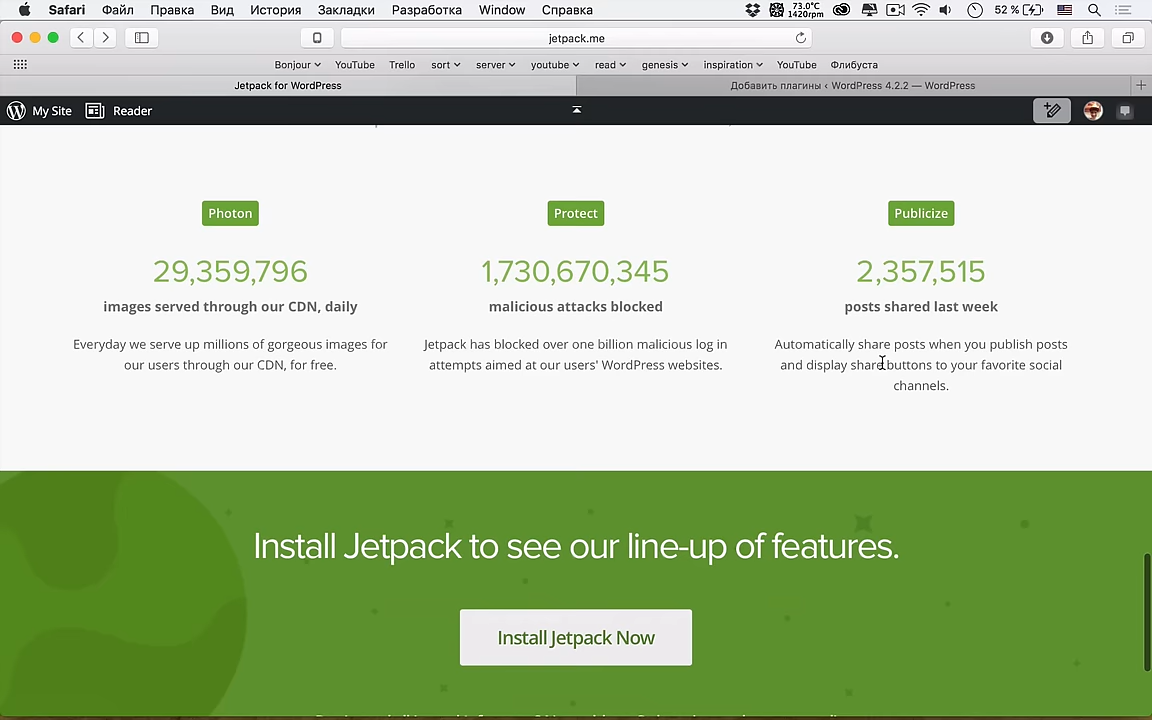 Safari Файл Правка Вид История Закладки Разработка Window Справка 73.0°C 1420rpm 52 %
jetpack.me
Bonjour YouTube Trello sort server youtube read genesis inspiration YouTube Флибуста
Jetpack for WordPress Добавить плагины ‹ WordPress 4.2.2 — WordPress
My Site Reader
Photon Protect Publicize
29,359,796 1,730,670,345 2,357,515
images served through our CDN, daily malicious attacks blocked posts shared last week
Everyday we serve up millions of gorgeous images for Jetpack has blocked over one billion malicious log in Automatically share posts when you publish posts
our users through our CDN, for free. attempts aimed at our users' WordPress websites. and display share buttons to your favorite social
channels.
Install Jetpack to see our line-up of features.
Install Jetpack Now